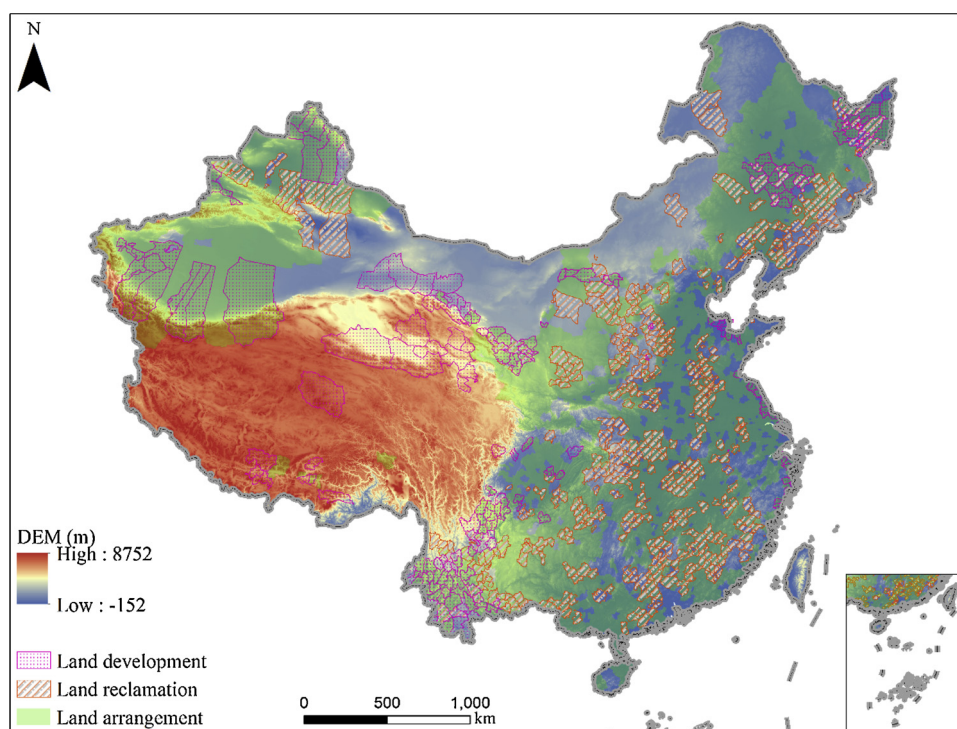 N
DEM (m)
High : 8752
Low : -152
Land development
Land reclamation
Land arrangement
0 500 1,000
km